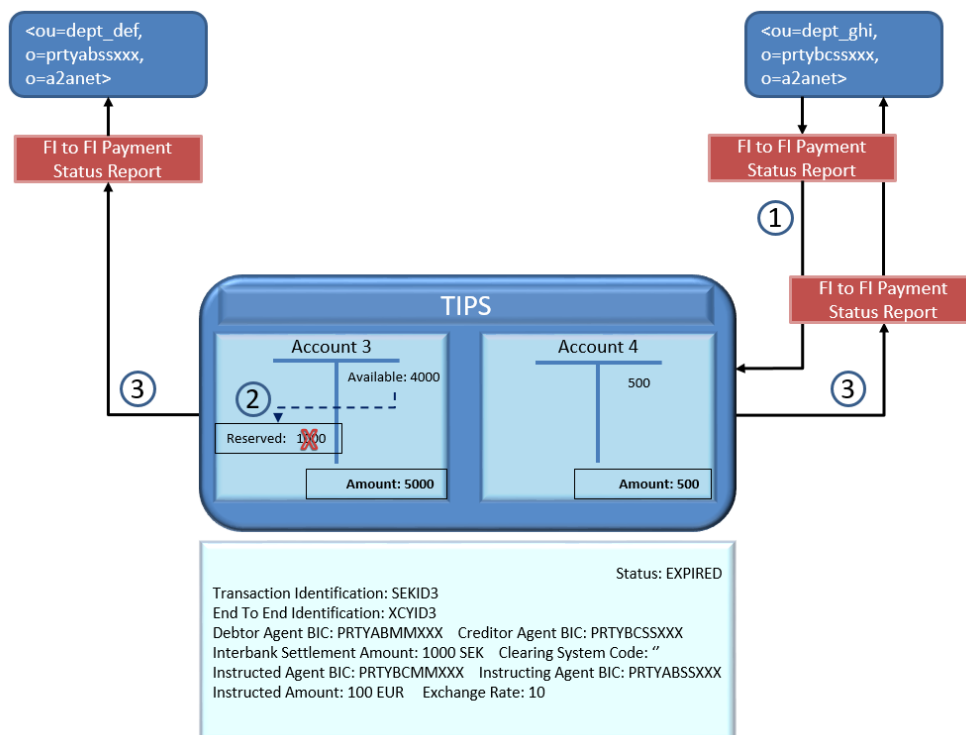 <ou=dept_def,
o=prtyabssxxx,
o=a2anet>
<ou=dept_ghi,
o=prtybcssxxx,
o=a2anet>
FI to FI Payment
Status Report
FI to FI Payment
Status Report
1
FI to FI Payment
Status Report
TIPS
Account 3
Account 4
Available: 4000
500
3
2
3
Reserved: 1000
Amount: 5000
Amount: 500
Status: EXPIRED
Transaction Identification: SEKID3
End To End Identification: XCYID3
Debtor Agent BIC: PRTYABMMXXX Creditor Agent BIC: PRTYBCSSXXX
Interbank Settlement Amount: 1000 SEK Clearing System Code: ‘’
Instructed Agent BIC: PRTYBCMMXXX Instructing Agent BIC: PRTYABSSXXX
Instructed Amount: 100 EUR Exchange Rate: 10